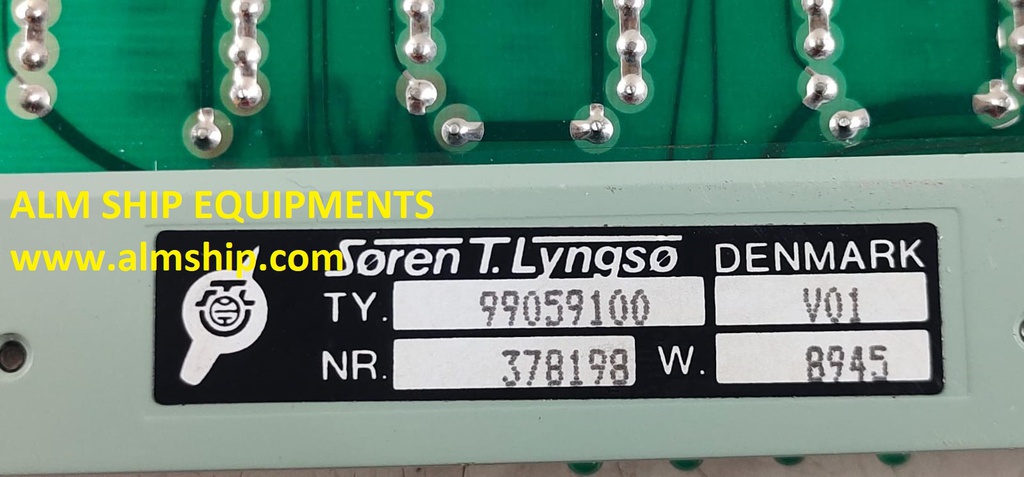 ALM SHIP EQUIPMENTS
www.almship.com
Søren T. Lyngsø DENMARK
TY. 99059100 V01
NR. 378198 W. 8945